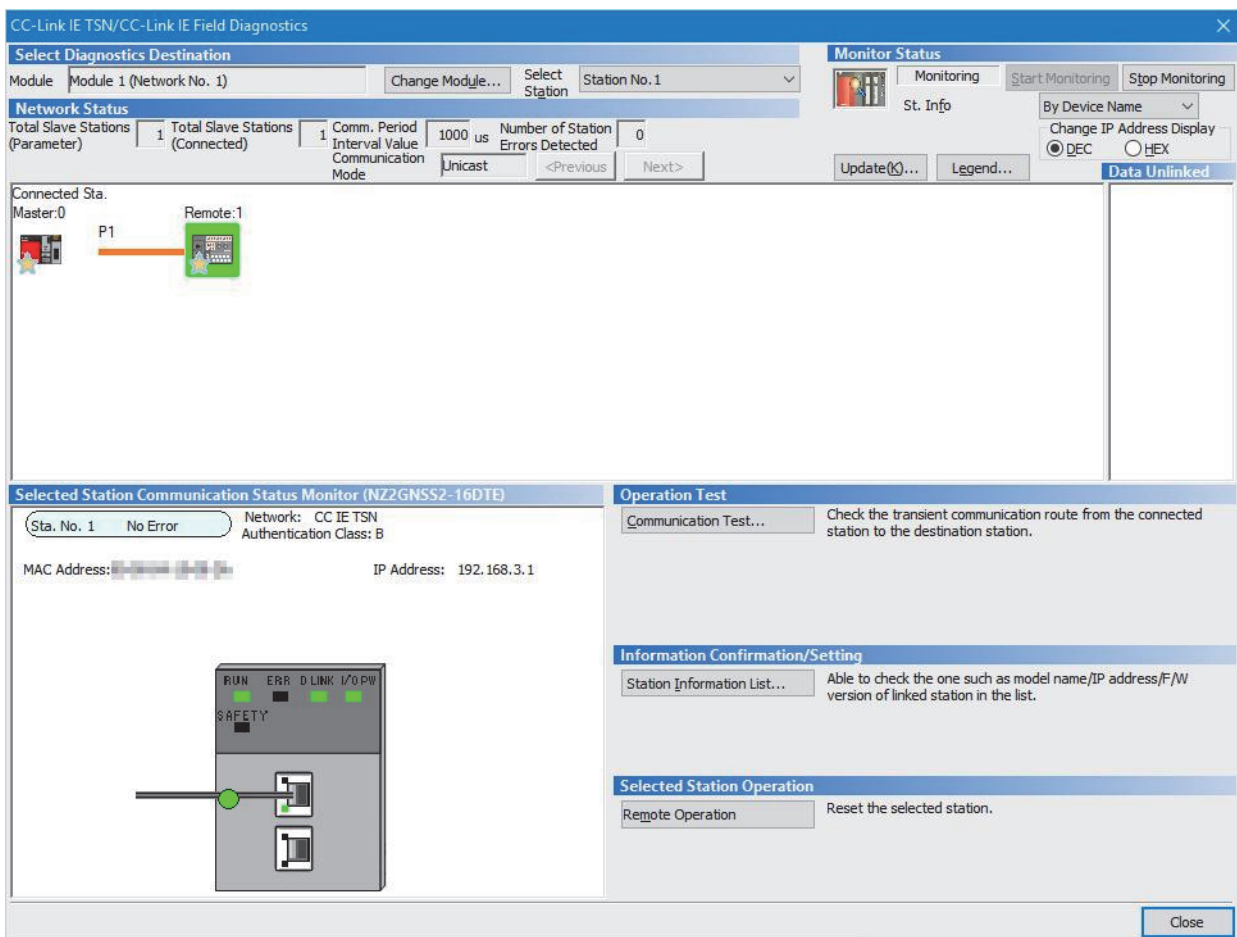 CC-Link IE TSN/CC-Link IE Field Diagnostics
Select Diagnostics Destination
Module Module 1 (Network No. 1) Change Module... Select Station Station No.1
Network Status
Total Slave Stations (Parameter) 1 Total Slave Stations (Connected) 1 Comm. Period Interval Value 1000 us Number of Station Errors Detected 0
Communication Mode Unicast <Previous Next>
Monitor Status
Monitoring Start Monitoring Stop Monitoring
St. Info By Device Name
Change IP Address Display
DEC HEX
Update(K)... Legend...
Data Unlinked
Connected Sta.
Master:0 Remote:1
P1
Selected Station Communication Status Monitor (NZ2GNSS2-16DTE)
Sta. No. 1 No Error Network: CC IE TSN
Authentication Class: B
MAC Address: IP Address: 192.168.3.1
RUN ERR D LINK I/O PW
SAFETY
Operation Test
Communication Test... Check the transient communication route from the connected
station to the destination station.
Information Confirmation/Setting
Station Information List... Able to check the one such as model name/IP address/F/W
version of linked station in the list.
Selected Station Operation
Remote Operation Reset the selected station.
Close